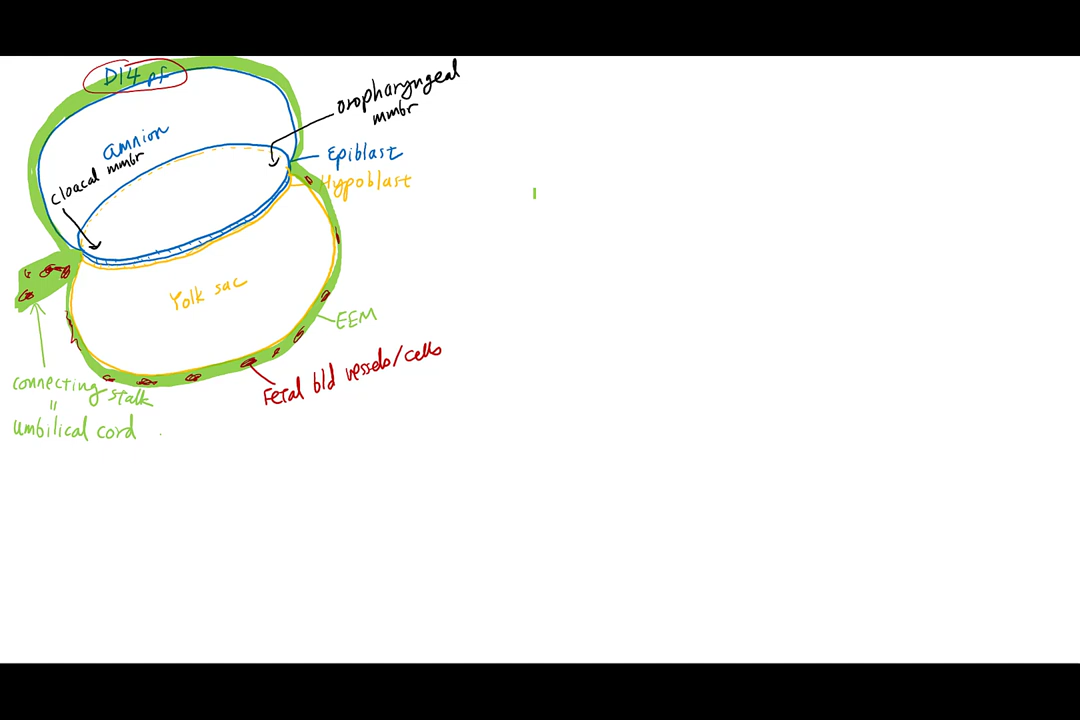 D14 pf
oropharyngeal
mmbr
amnion
cloacal mmbr
Epiblast
Hypoblast
Yolk sac
EEM
Fetal bld vessels/cells
connecting stalk
=
umbilical cord